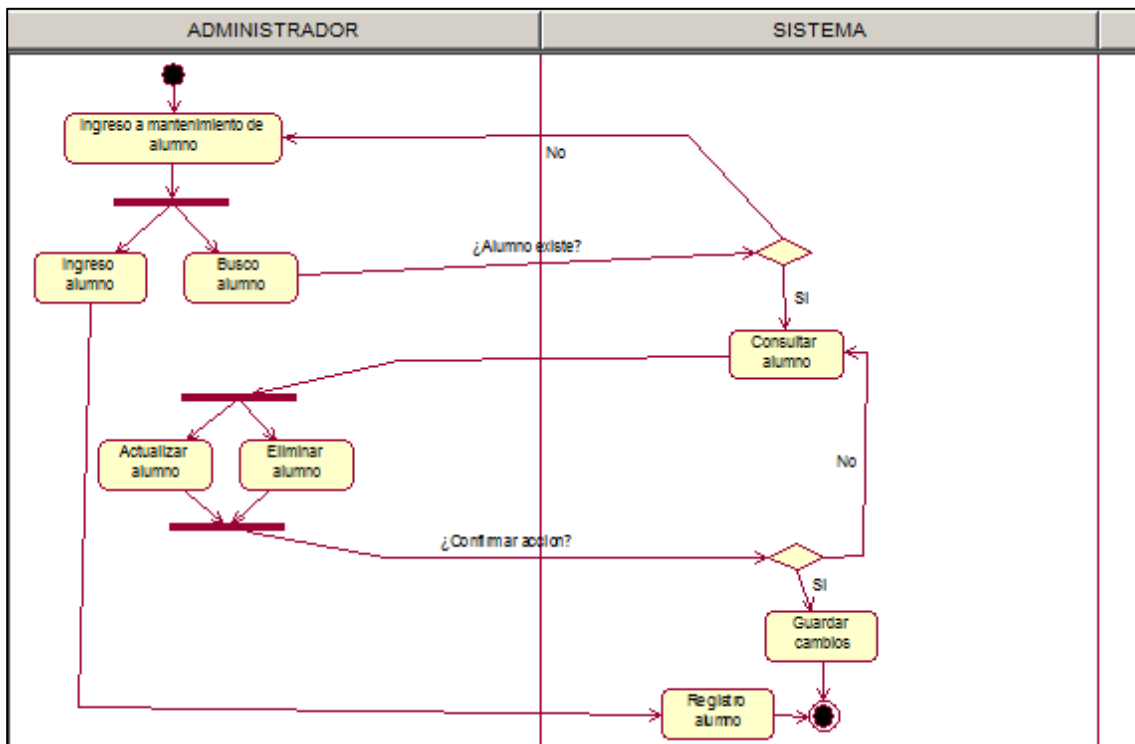 ADMINISTRADOR
SISTEMA
Ingreso a mantenimiento de
alumno
No
¿Alumno existe?
Ingreso
alumno
Busco
alumno
SI
Consultar
alumno
Actualizar
alumno
Eliminar
alumno
No
¿Confirmar accion?
SI
Guardar
cambios
Registro
alumno